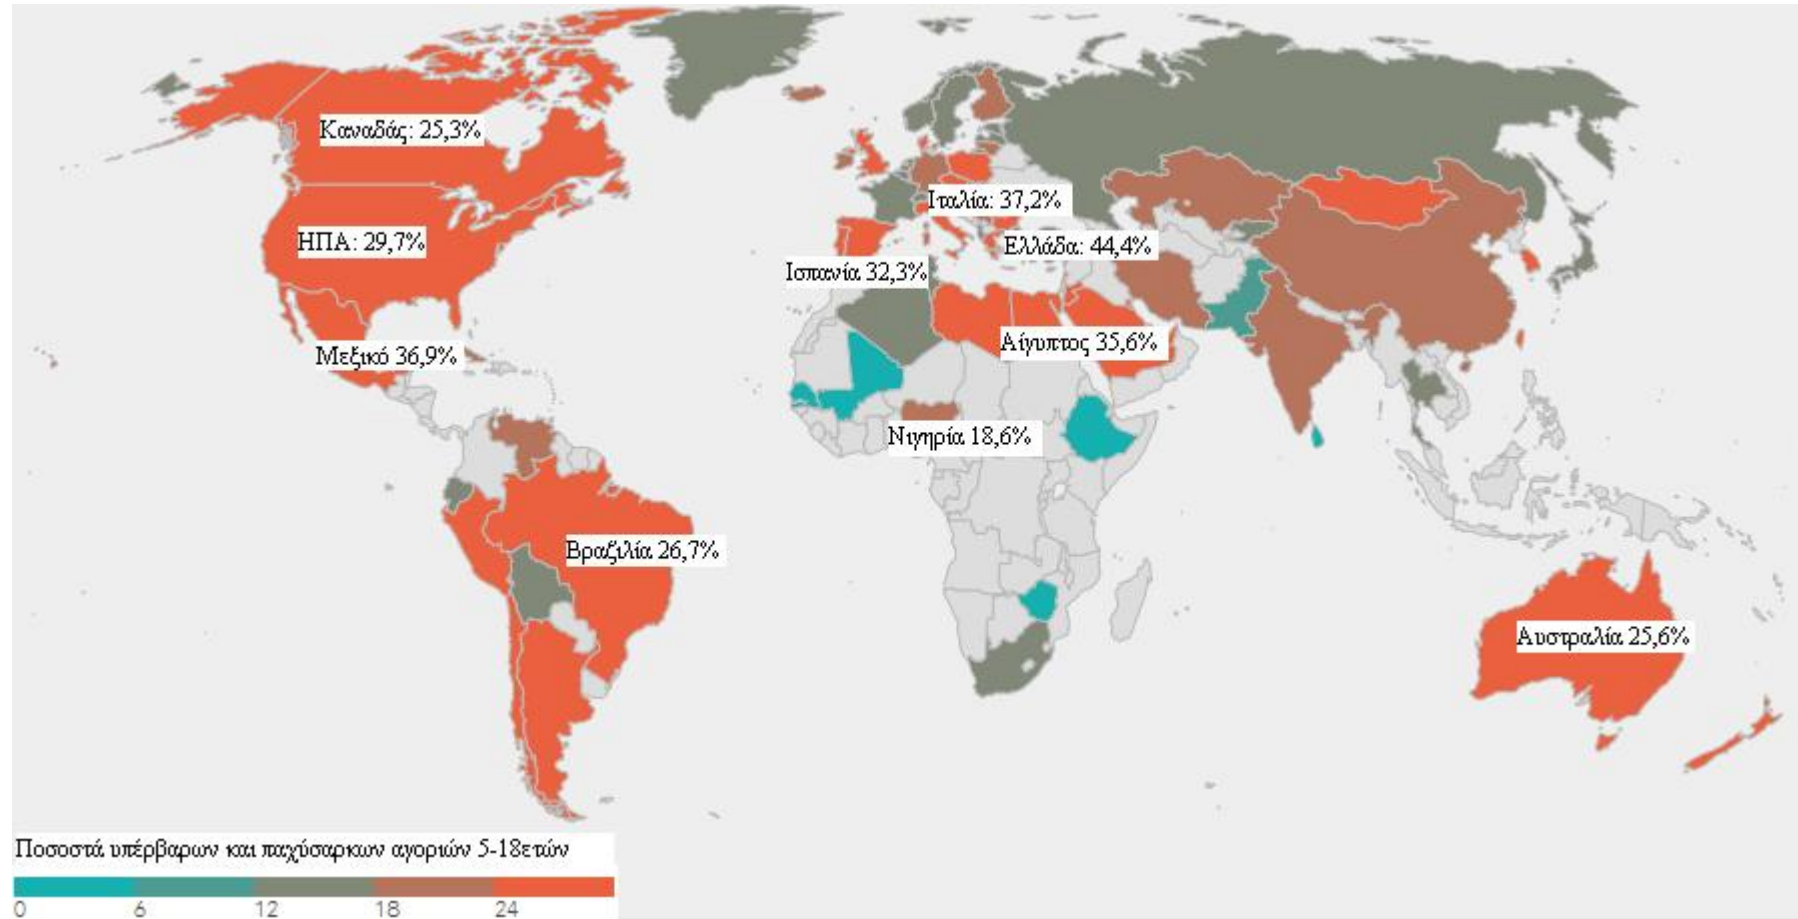 Καναδάς: 25,3%
Ιταλία: 37,2%
ΗΠΑ: 29,7%
Ελλάδα: 44,4%
Ισπανία 32,3%
Αίγυπτος 35,6%
Μεξικό 36,9%
Νιγηρία 18,6%
Βραζιλία 26,7%
Αυστραλία 25,6%
Ποσοστά υπέρβαρων και παχύσαρκων αγοριών 5-18ετών
0 6 12 18 24